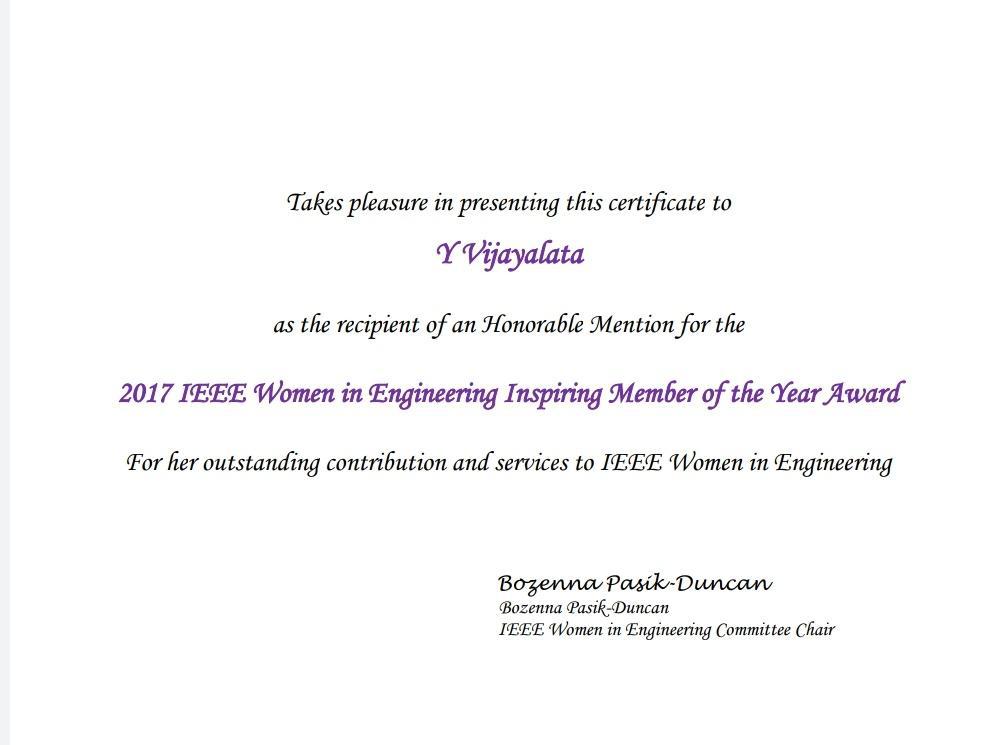 Takes pleasure in presenting this certificate to
Y Vijayalata
as the recipient of an Honorable Mention for the
2017 IEEE Women in Engineering Inspiring Member of the Year Award
For her outstanding contribution and services to IEEE Women in Engineering
Bozenna Pasik-Duncan
Bozenna Pasik-Duncan
IEEE Women in Engineering Committee Chair